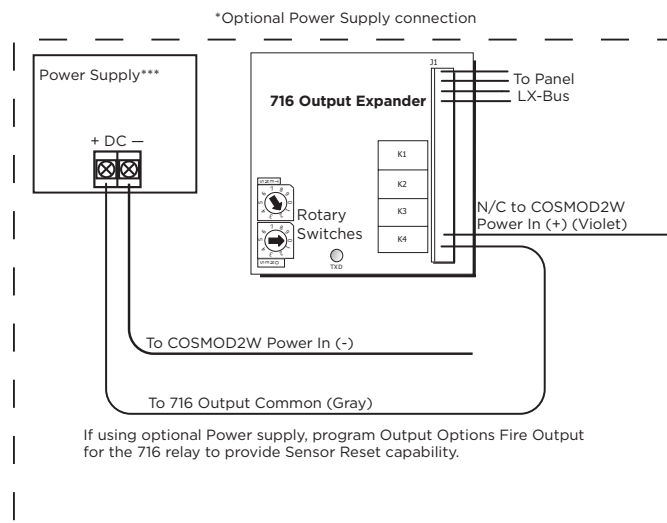 *Optional Power Supply connection
Power Supply***
+ DC —
J1
716 Output Expander
To Panel
LX-Bus
K1
K2
K3
K4
TENS
Rotary
Switches
ONES
TXD
N/C to COSMOD2W
Power In (+) (Violet)
To COSMOD2W Power In (-)
To 716 Output Common (Gray)
If using optional Power supply, program Output Options Fire Output
for the 716 relay to provide Sensor Reset capability.